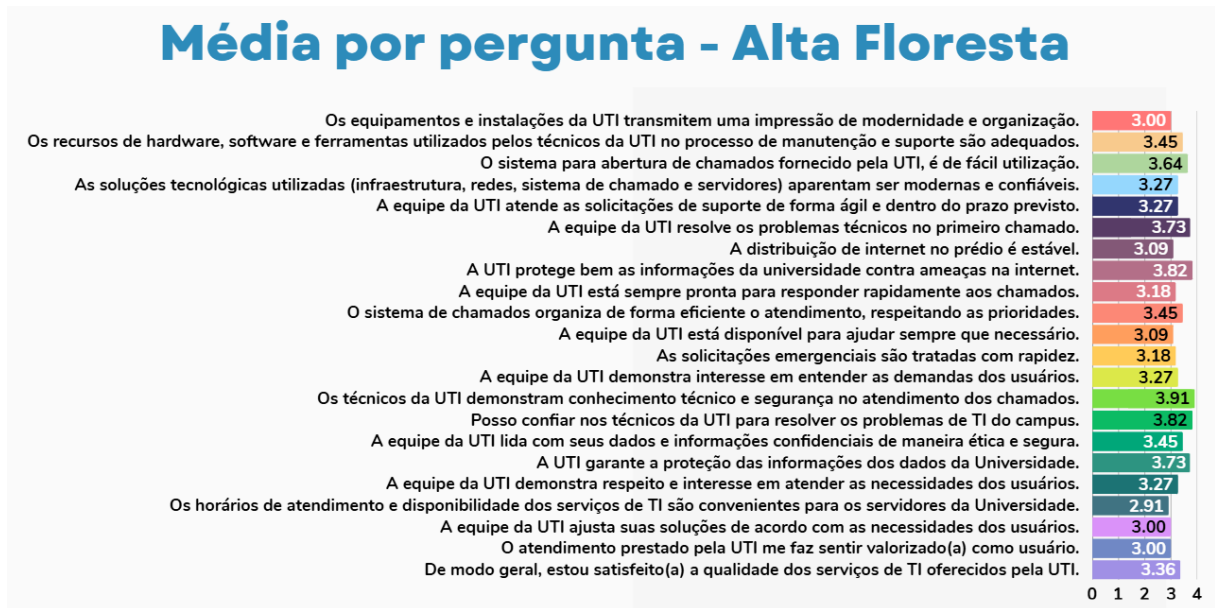 Média por pergunta - Alta Floresta
Os equipamentos e instalações da UTI transmitem uma impressão de modernidade e organização. 3.00
Os recursos de hardware, software e ferramentas utilizados pelos técnicos da UTI no processo de manutenção e suporte são adequados. 3.45
O sistema para abertura de chamados fornecido pela UTI, é de fácil utilização. 3.64
As soluções tecnológicas utilizadas (infraestrutura, redes, sistema de chamado e servidores) aparentam ser modernas e confiáveis. 3.27
A equipe da UTI atende as solicitações de suporte de forma ágil e dentro do prazo previsto. 3.27
A equipe da UTI resolve os problemas técnicos no primeiro chamado. 3.73
A distribuição de internet no prédio é estável. 3.09
A UTI protege bem as informações da universidade contra ameaças na internet. 3.82
A equipe da UTI está sempre pronta para responder rapidamente aos chamados. 3.18
O sistema de chamados organiza de forma eficiente o atendimento, respeitando as prioridades. 3.45
A equipe da UTI está disponível para ajudar sempre que necessário. 3.09
As solicitações emergenciais são tratadas com rapidez. 3.18
A equipe da UTI demonstra interesse em entender as demandas dos usuários. 3.27
Os técnicos da UTI demonstram conhecimento técnico e segurança no atendimento dos chamados. 3.91
Posso confiar nos técnicos da UTI para resolver os problemas de TI do campus. 3.82
A equipe da UTI lida com seus dados e informações confidenciais de maneira ética e segura. 3.45
A UTI garante a proteção das informações dos dados da Universidade. 3.73
A equipe da UTI demonstra respeito e interesse em atender as necessidades dos usuários. 3.27
Os horários de atendimento e disponibilidade dos serviços de TI são convenientes para os servidores da Universidade. 2.91
A equipe da UTI ajusta suas soluções de acordo com as necessidades dos usuários. 3.00
O atendimento prestado pela UTI me faz sentir valorizado(a) como usuário. 3.00
De modo geral, estou satisfeito(a) a qualidade dos serviços de TI oferecidos pela UTI. 3.36
0 1 2 3 4